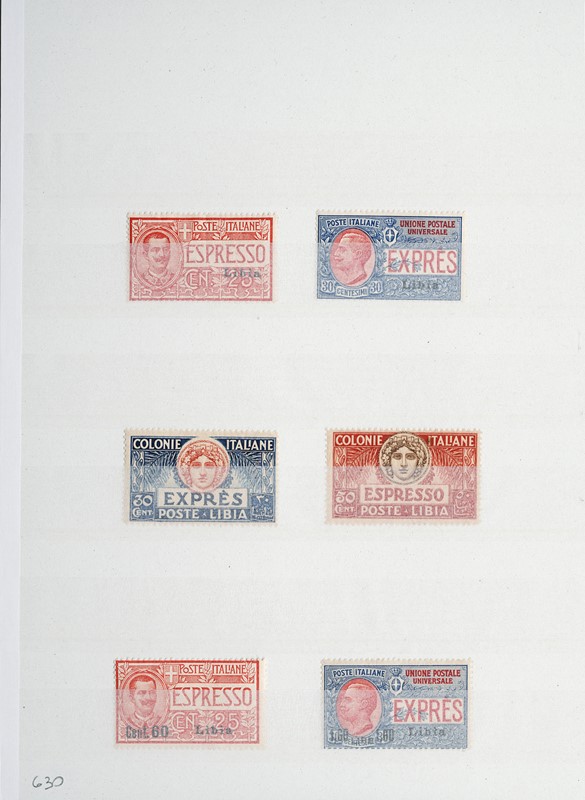 POSTE ITALIANE
ESPRESSO
Libia
CENT. 25
POSTE ITALIANE
UNIONE POSTALE
UNIVERSALE
EXPRES
Libia
30 CENTESIMI 30
COLONIE ITALIANE
30 EXPRÈS
CENT.
POSTE LIBIA
COLONIE ITALIANE
30 ESPRESSO
CENT.
POSTE LIBIA
POSTE ITALIANE
ESPRESSO
CENT. 25
Cent. 60 Libia
POSTE ITALIANE
UNIONE POSTALE
UNIVERSALE
EXPRES
Libia
630